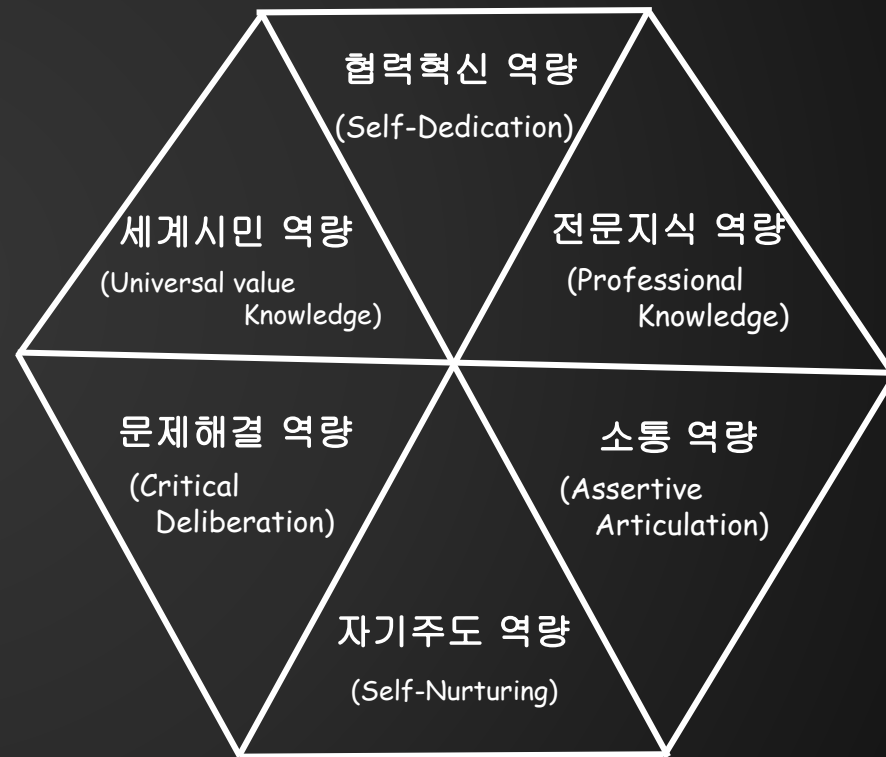 협력혁신 역량
(Self-Dedication)
세계시민 역량
(Universal value
Knowledge)
전문지식 역량
(Professional
Knowledge)
문제해결 역량
(Critical
Deliberation)
소통 역량
(Assertive
Articulation)
자기주도 역량
(Self-Nurturing)